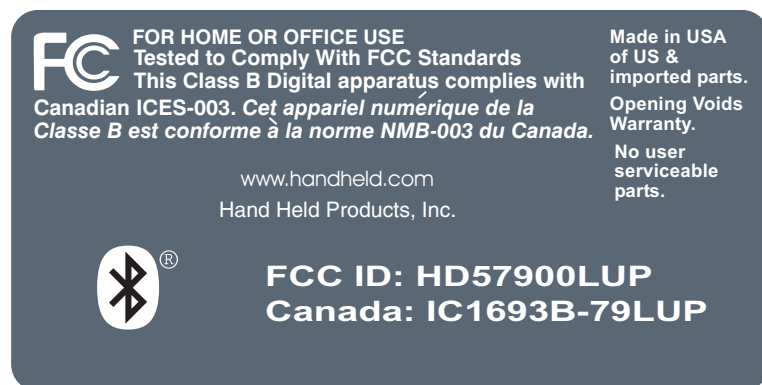 FC FOR HOME OR OFFICE USE
Tested to Comply With FCC Standards
This Class B Digital apparatus complies with
Canadian ICES-003. Cet appariel numérique de la
Classe B est conforme à la norme NMB-003 du Canada.
Made in USA
of US &
imported parts.
Opening Voids
Warranty.
No user
serviceable
parts.
www.handheld.com
Hand Held Products, Inc.
®
FCC ID: HD57900LUP
Canada: IC1693B-79LUP